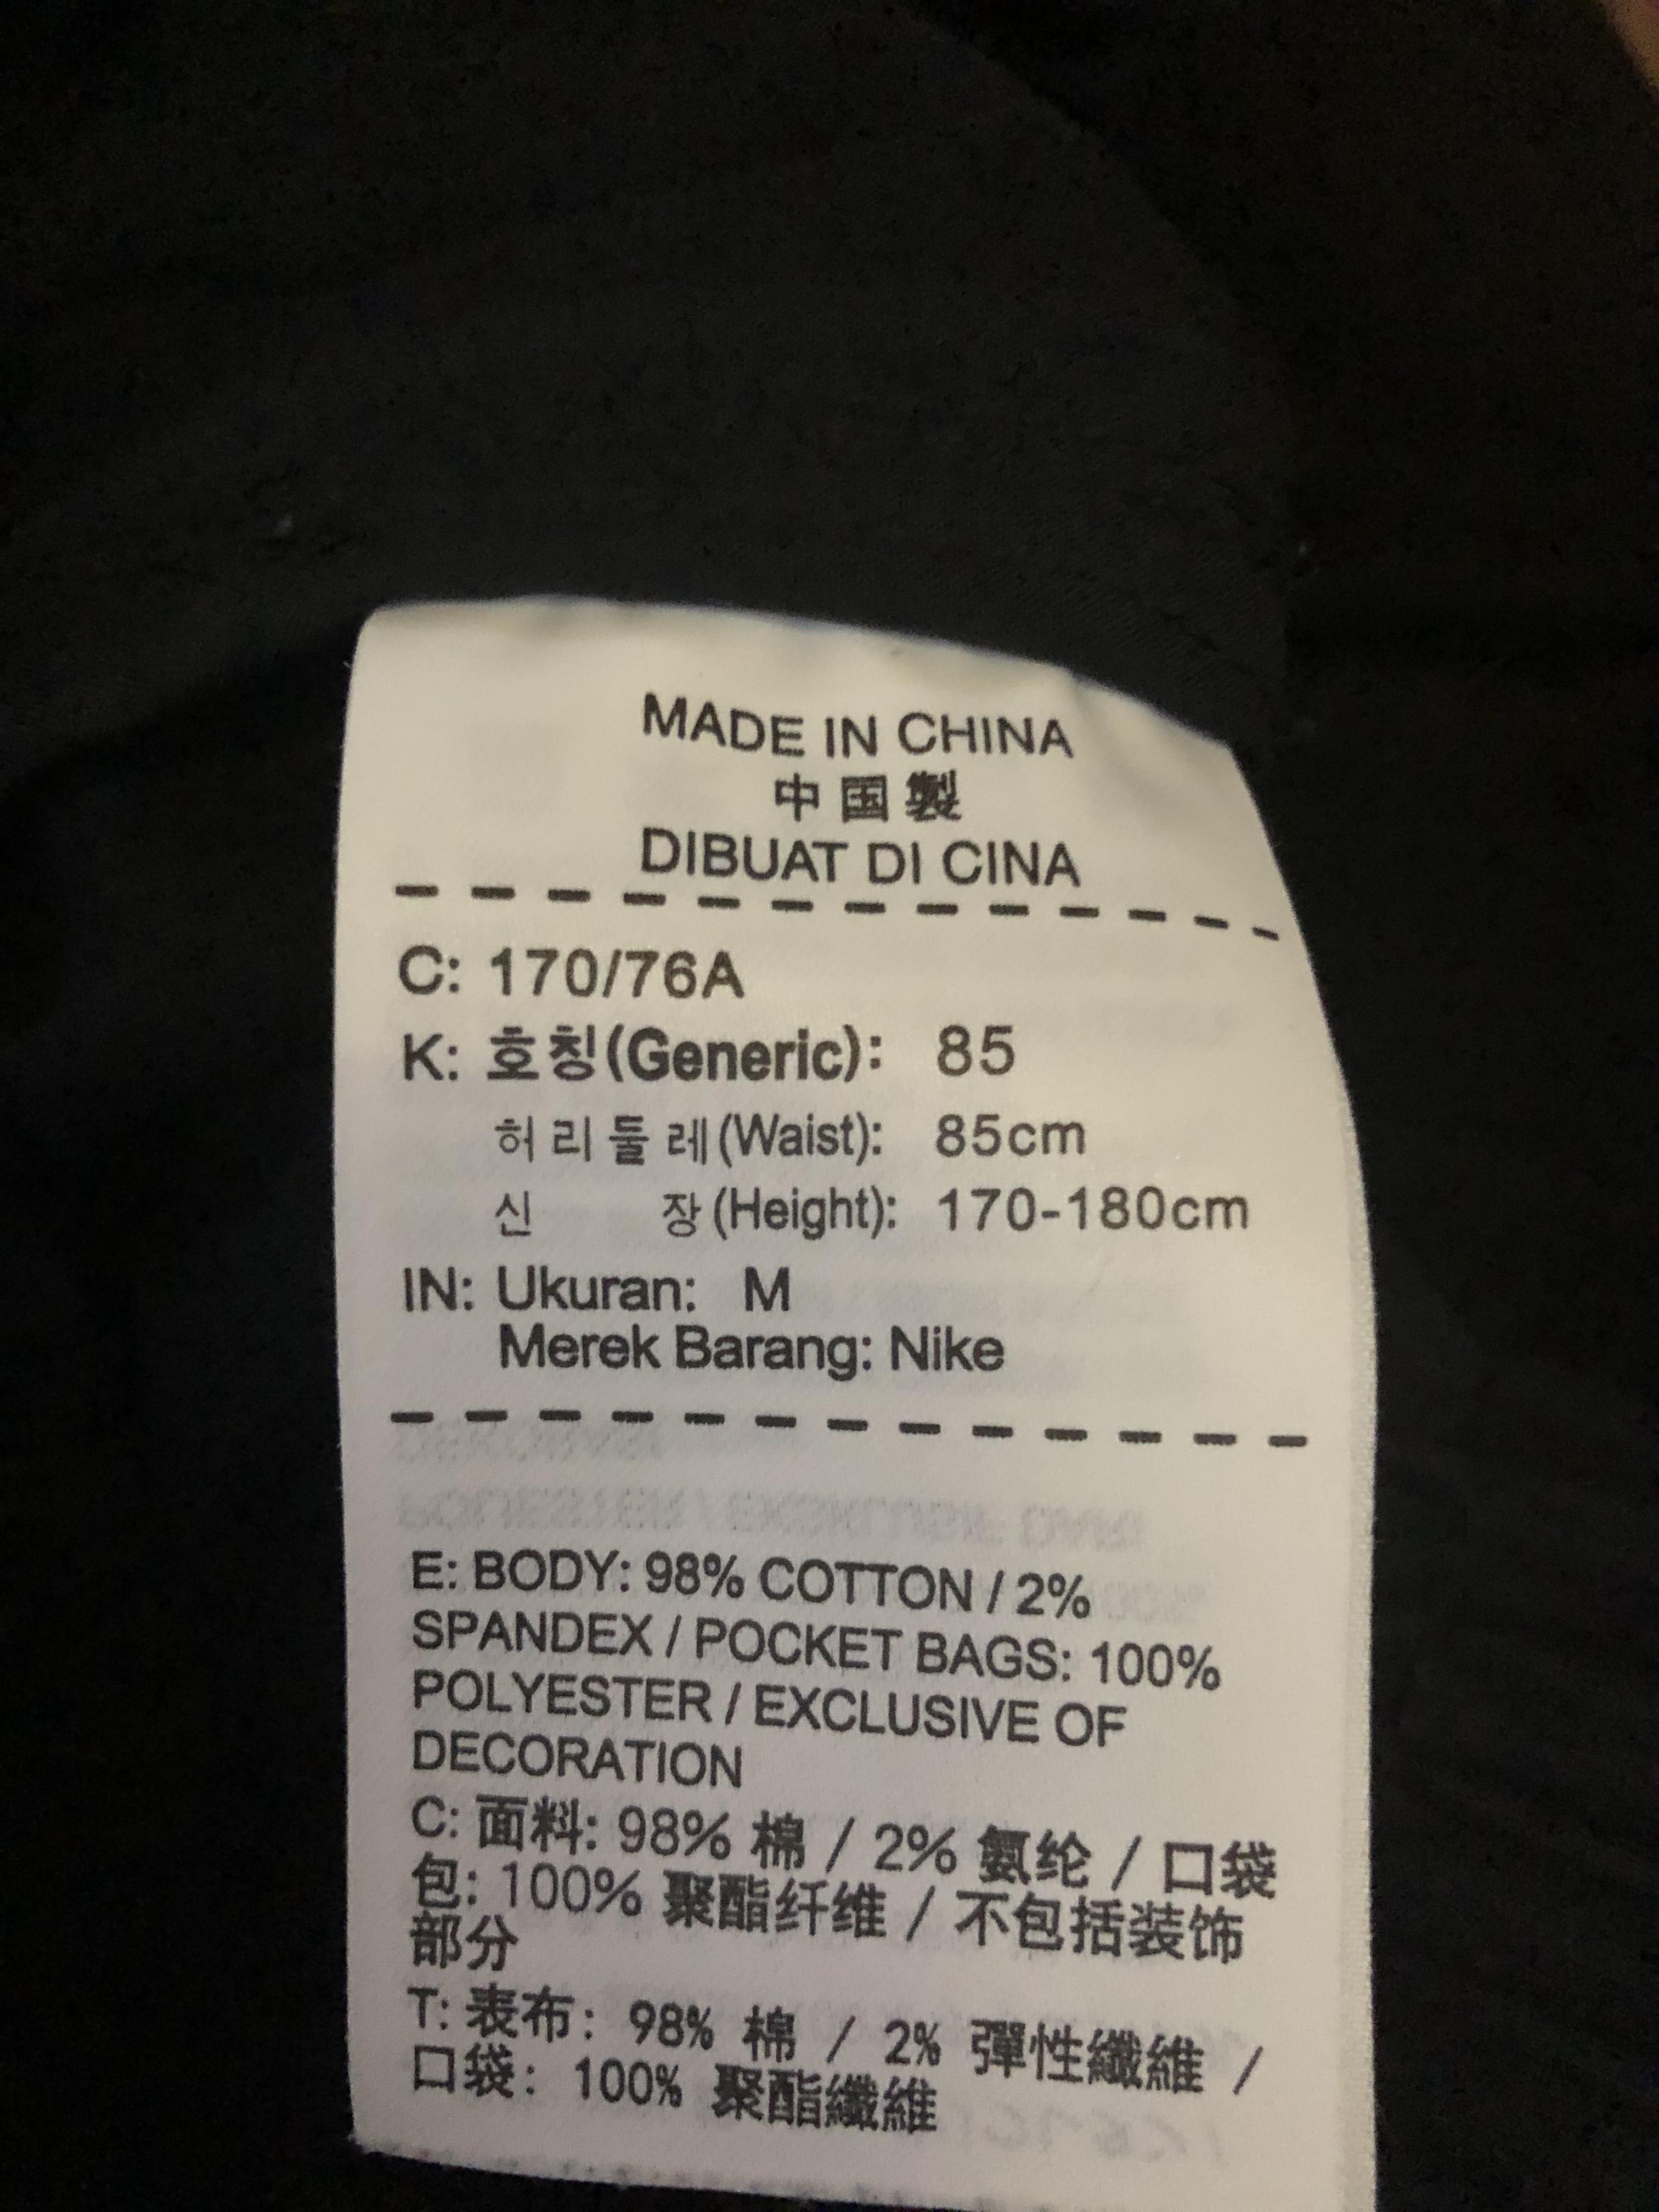 MADE IN CHINA
中国製
DIBUAT DI CINA
C: 170/76A
K: 호칭(Generic): 85
허리둘레(Waist): 85cm
신 장(Height): 170-180cm
IN: Ukuran: M
Merek Barang: Nike
E: BODY: 98% COTTON / 2%
SPANDEX / POCKET BAGS: 100%
POLYESTER / EXCLUSIVE OF
DECORATION
C: 面料: 98% 棉 / 2% 氨纶 / 口袋
包: 100% 聚酯纤维 / 不包括装饰
部分
T: 表布: 98% 棉 / 2% 彈性纖維 /
口袋: 100% 聚酯纖維